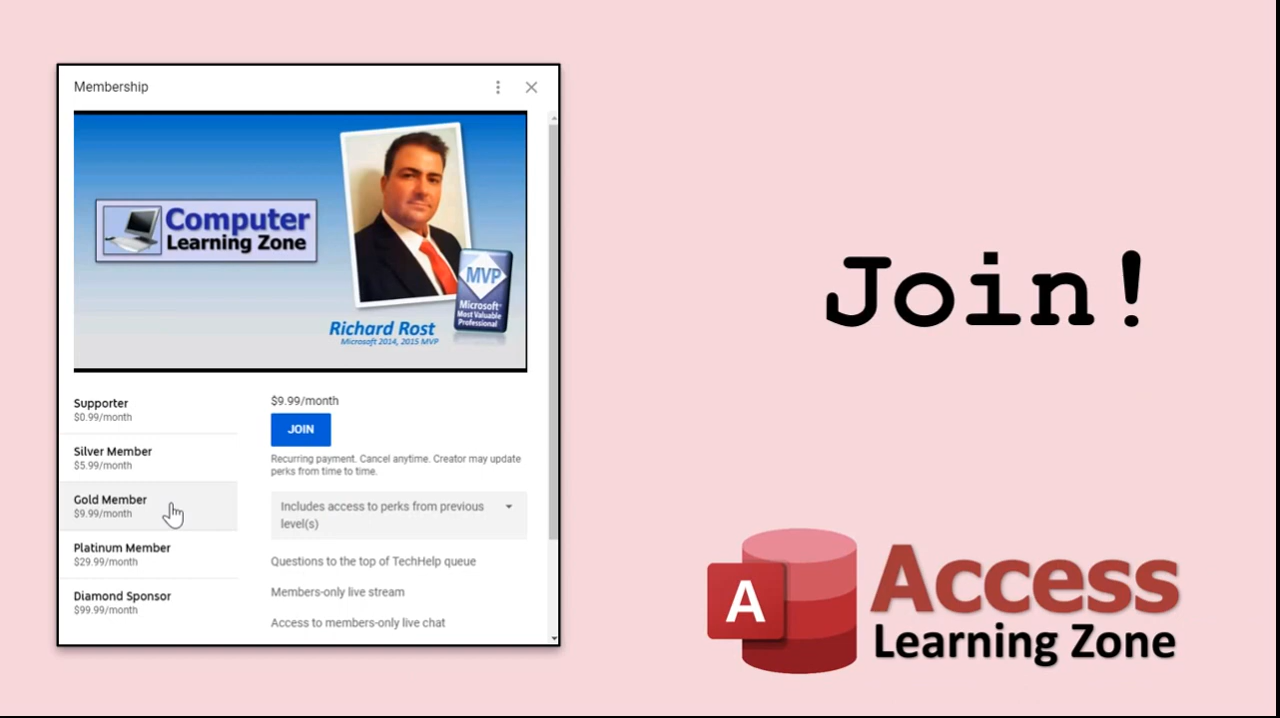 Membership
Computer
Learning Zone
MVP
Microsoft®
Most Valuable
Professional
Richard Rost
Microsoft 2014, 2015 MVP
Supporter
$0.99/month
Silver Member
$5.99/month
Gold Member
$9.99/month
Platinum Member
$29.99/month
Diamond Sponsor
$99.99/month
$9.99/month
JOIN
Recurring payment. Cancel anytime. Creator may update
perks from time to time.
Includes access to perks from previous
level(s)
Questions to the top of TechHelp queue
Members-only live stream
Access to members-only live chat
Join!
A
Access
Learning Zone